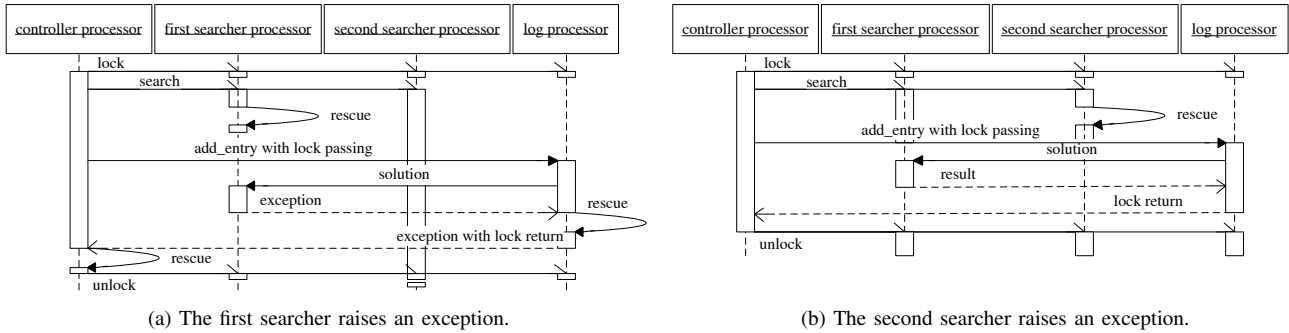 controller processor first searcher processor second searcher processor log processor
lock
search
rescue
add_entry with lock passing
solution
exception
rescue
exception with lock return
rescue
unlock
(a) The first searcher raises an exception.
controller processor first searcher processor second searcher processor log processor
lock
search
rescue
add_entry with lock passing
solution
result
lock return
unlock
(b) The second searcher raises an exception.